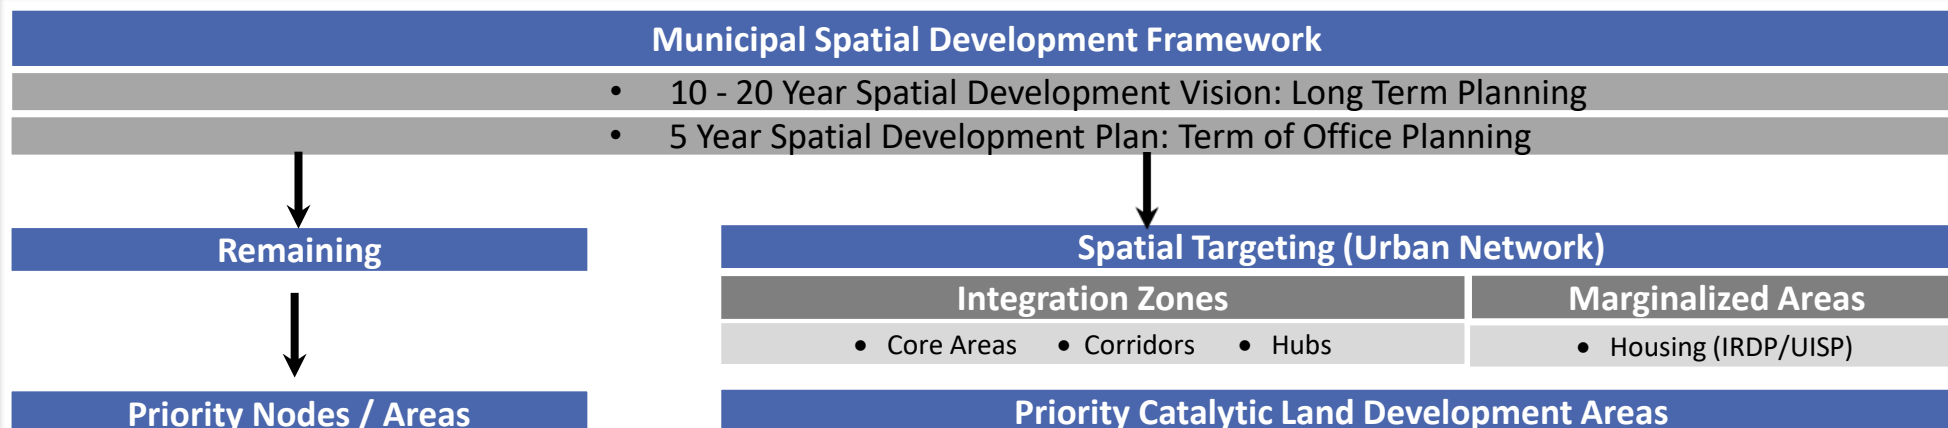 Municipal Spatial Development Framework
• 10 - 20 Year Spatial Development Vision: Long Term Planning
• 5 Year Spatial Development Plan: Term of Office Planning
Remaining
Spatial Targeting (Urban Network)
Integration Zones
Marginalized Areas
• Core Areas • Corridors • Hubs
• Housing (IRDP/UISP)
Priority Nodes / Areas
Priority Catalytic Land Development Areas